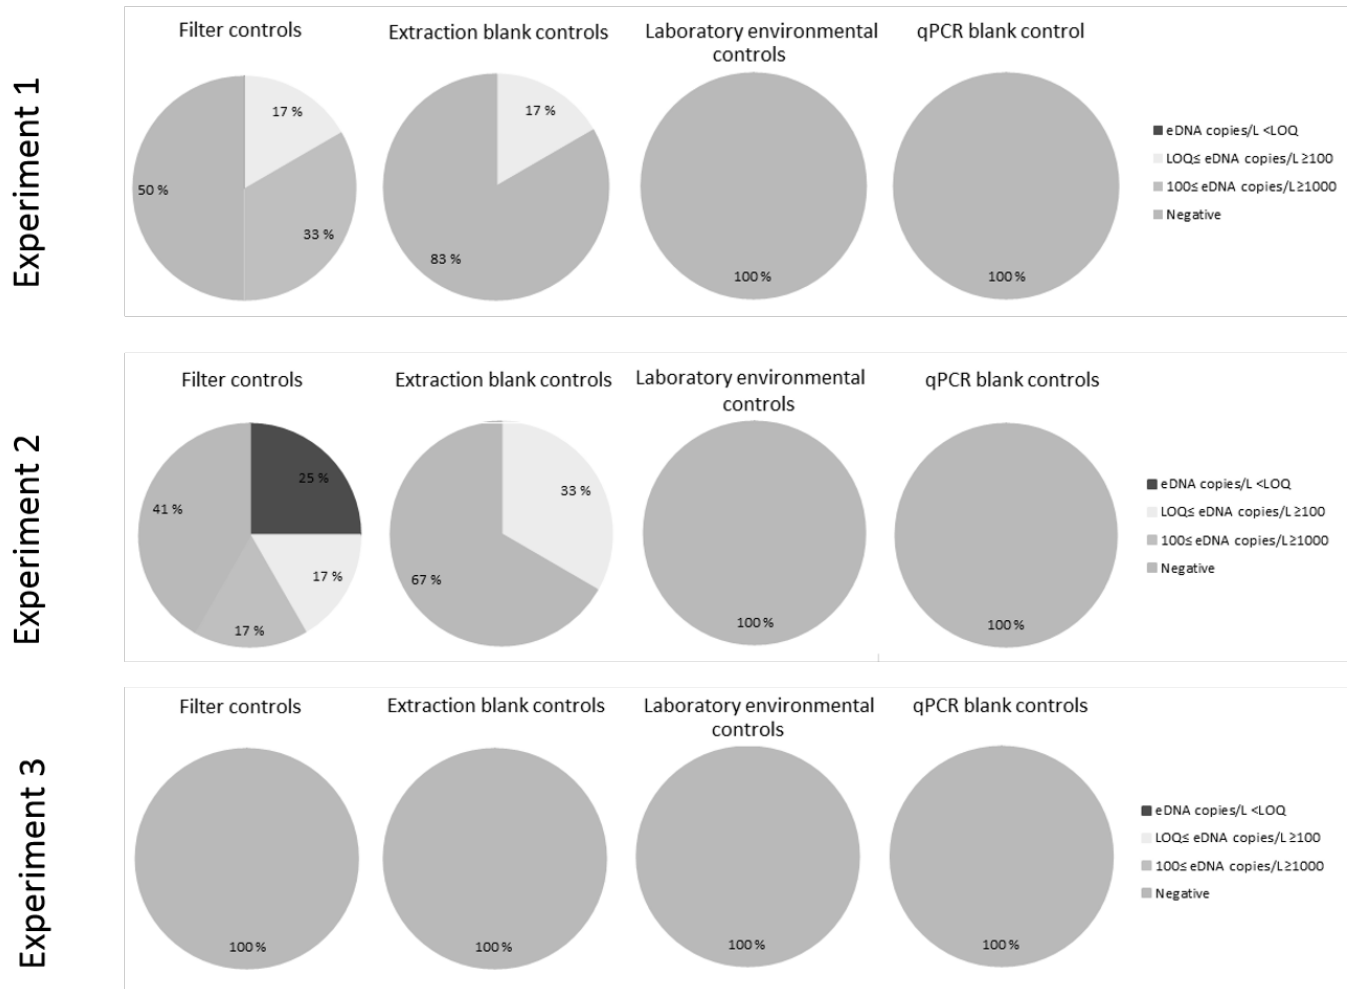 Experiment 1
Filter controls
Extraction blank controls
Laboratory environmental
controls
qPCR blank control
17 %
33 %
50 %
17 %
83 %
100 %
100 %
eDNA copies/L <LOQ
LOQ≤ eDNA copies/L ≥100
100≤ eDNA copies/L≥1000
Negative
Experiment 2
Filter controls
Extraction blank controls
Laboratory environmental
controls
qPCR blank controls
25 %
17 %
17 %
41 %
33 %
67 %
100 %
100 %
eDNA copies/L <LOQ
LOQ≤ eDNA copies/L ≥100
100≤ eDNA copies/L≥1000
Negative
Experiment 3
Filter controls
Extraction blank controls
Laboratory environmental
controls
qPCR blank controls
100 %
100 %
100 %
100 %
eDNA copies/L <LOQ
LOQ≤ eDNA copies/L ≥100
100≤ eDNA copies/L≥1000
Negative